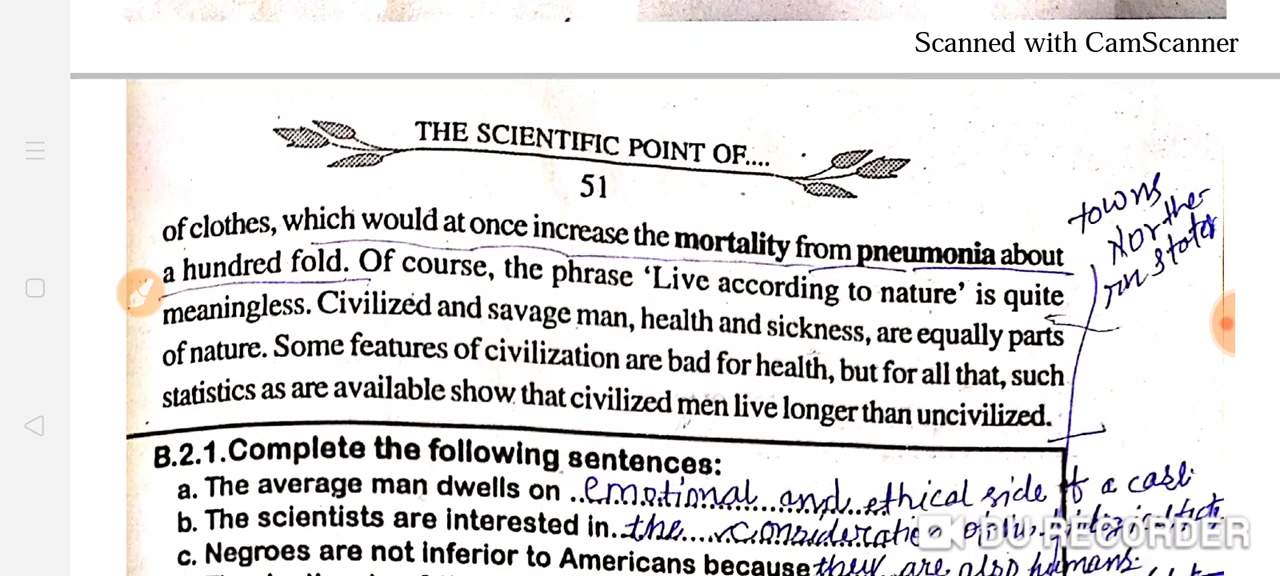 Scanned with CamScanner
THE SCIENTIFIC POINT OF....
51
of clothes, which would at once increase the mortality from pneumonia about
a hundred fold. Of course, the phrase ‘Live according to nature’ is quite
meaningless. Civilized and savage man, health and sickness, are equally parts
of nature. Some features of civilization are bad for health, but for all that, such
statistics as are available show that civilized men live longer than uncivilized.
towns
Norther
B.2.1.Complete the following sentences:
a. The average man dwells on ..emotional and ethical side of a case.
b. The scientists are interested in..the....consideration
DU RECORDER
c. Negroes are not inferior to Americans because they are also humans.